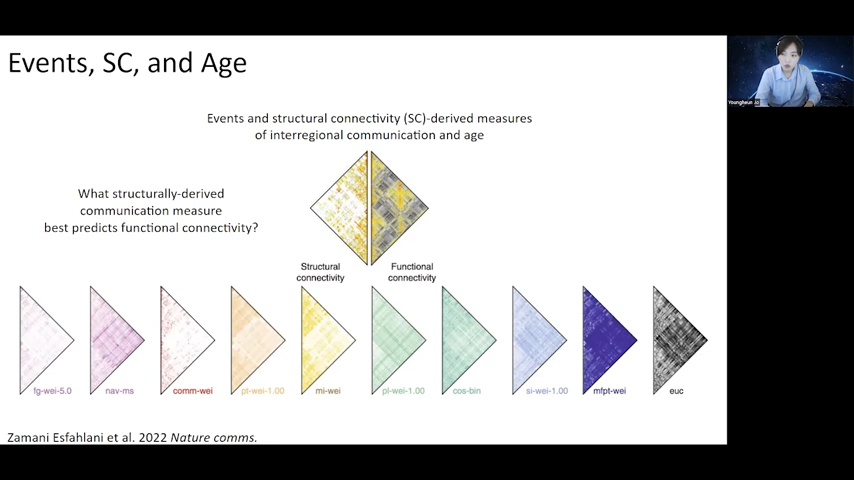 Events, SC, and Age
Youngheun Jo
Events and structural connectivity (SC)-derived measures
of interregional communication and age
What structurally-derived
communication measure
best predicts functional connectivity?
Structural
connectivity
Functional
connectivity
fg-wei-5.0
nav-ms
comm-wei
pt-wei-1.00
mi-wei
pl-wei-1.00
cos-bin
si-wei-1.00
mfpt-wei
euc
Zamani Esfahlani et al. 2022 Nature comms.